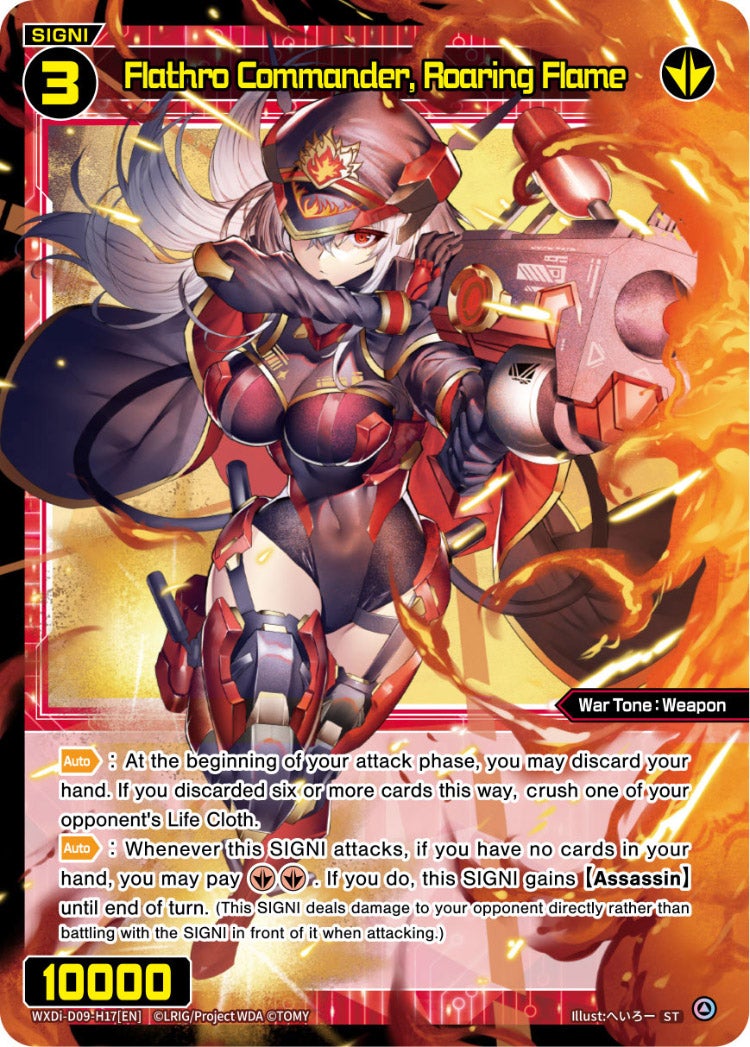 SIGNI
3 Flathro Commander, Roaring Flame
War Tone : Weapon
Auto : At the beginning of your attack phase, you may discard your
hand. If you discarded six or more cards this way, crush one of your
opponent's Life Cloth.
Auto : Whenever this SIGNI attacks, if you have no cards in your
hand, you may pay . If you do, this SIGNI gains 【Assassin】
until end of turn. (This SIGNI deals damage to your opponent directly rather than
battling with the SIGNI in front of it when attacking.)
10000
WXDi-D09-H17[EN] ©LRIG/Project WDA ©TOMY Illust:へいろー ST